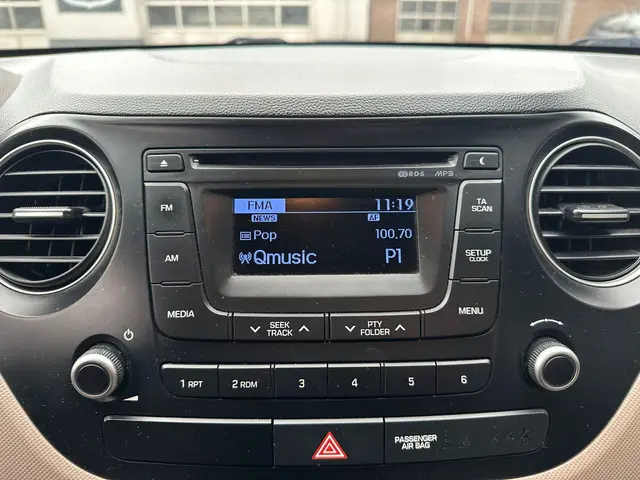 R·D·S MP3
FMA 11:19
NEWS AF
Pop 100.70
Qmusic P1
FM
AM
MEDIA
TA
SCAN
SETUP
CLOCK
MENU
SEEK
TRACK
PTY
FOLDER
1 RPT
2 RDM
3
4
5
6
PASSENGER
AIR BAG